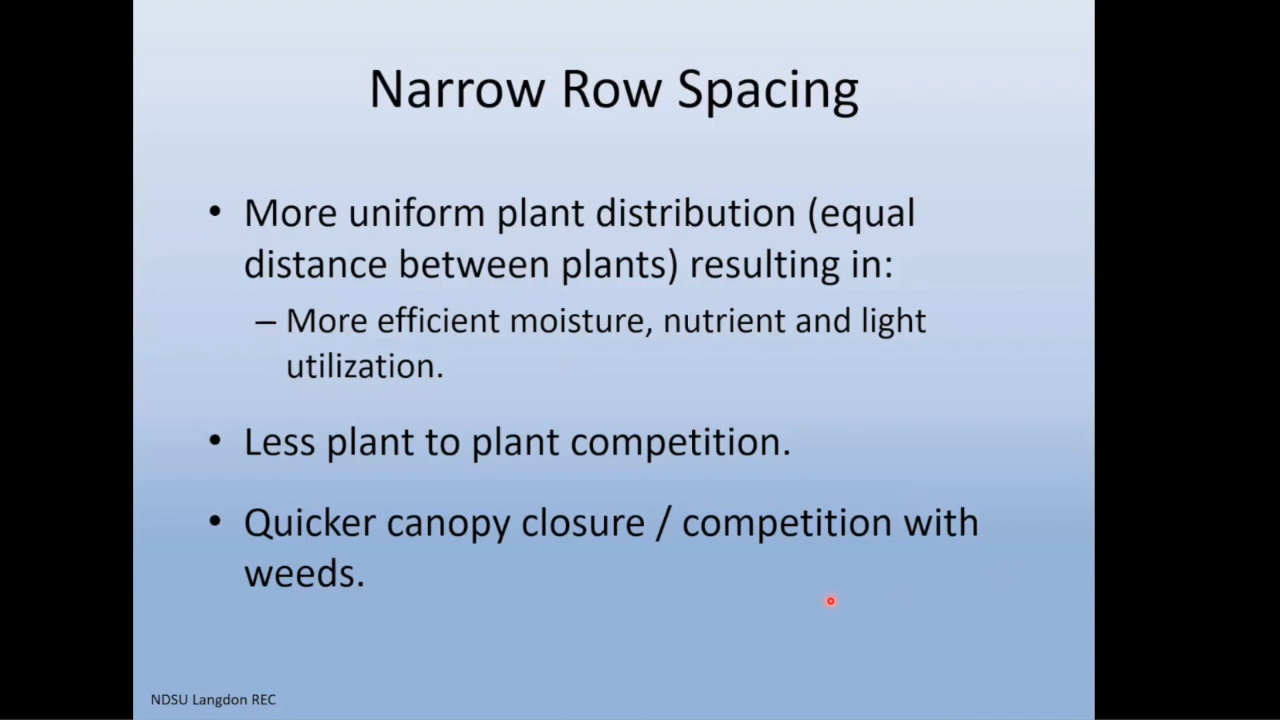 Narrow Row Spacing
• More uniform plant distribution (equal
distance between plants) resulting in:
– More efficient moisture, nutrient and light
utilization.
• Less plant to plant competition.
• Quicker canopy closure / competition with
weeds.
NDSU Langdon REC